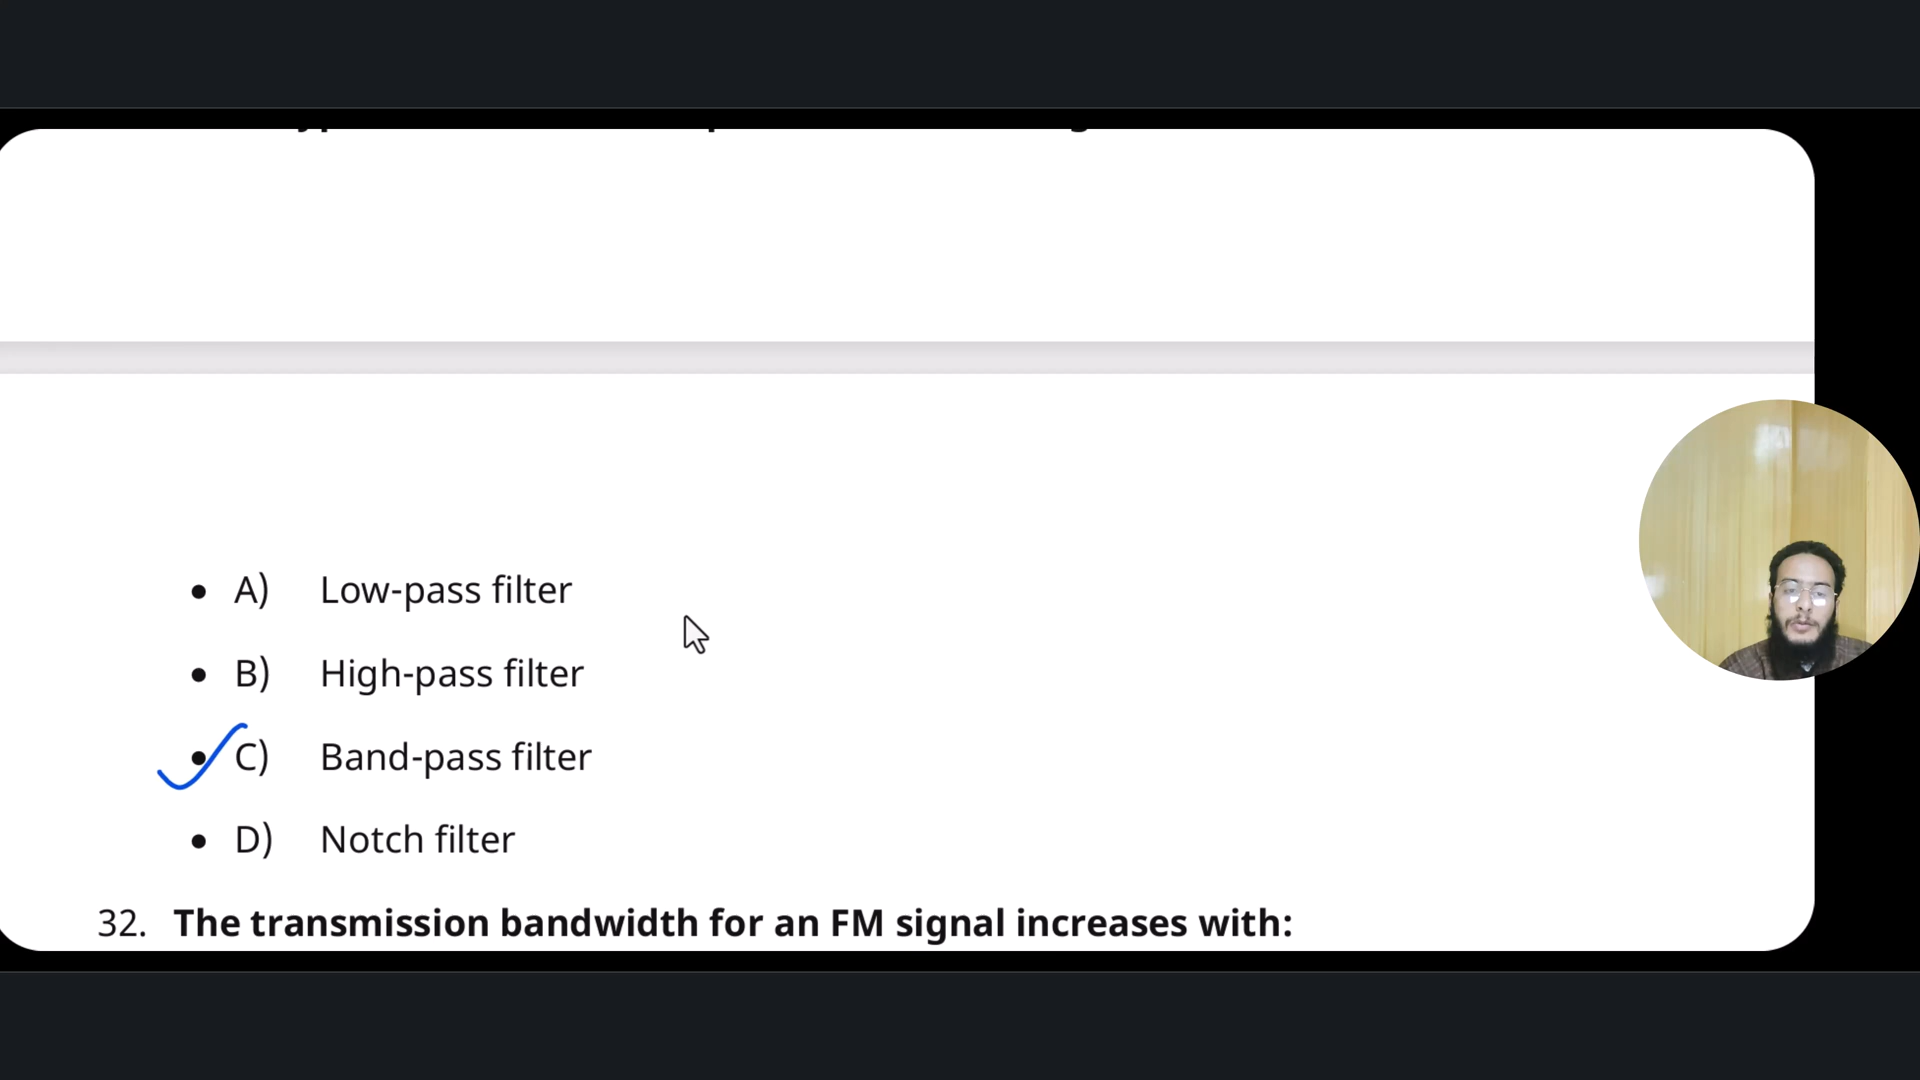 • A) Low-pass filter
• B) High-pass filter
• C) Band-pass filter
• D) Notch filter
32. The transmission bandwidth for an FM signal increases with: